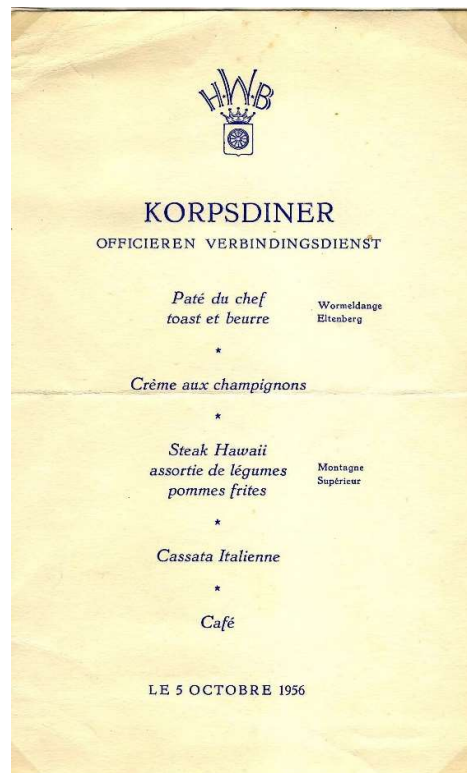 H.W.B
KORPSDINER
OFFICIEREN VERBINDINGSDIENST
Paté du chef
toast et beurre
Wormeldange
Eltenberg
*
Crème aux champignons
*
Steak Hawaii
assortie de légumes
pommes frites
Montagne
Supérieur
*
Cassata Italienne
*
Café
LE 5 OCTOBRE 1956